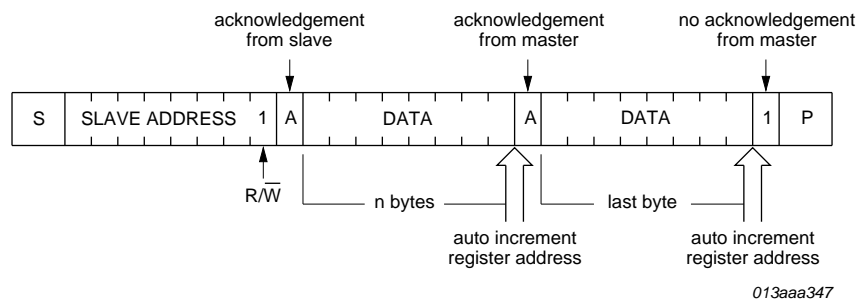 acknowledgement
from slave
acknowledgement
from master
no acknowledgement
from master
S SLAVE ADDRESS 1 A DATA A DATA 1 P
R/W̅
n bytes
last byte
auto increment
register address
auto increment
register address
013aaa347